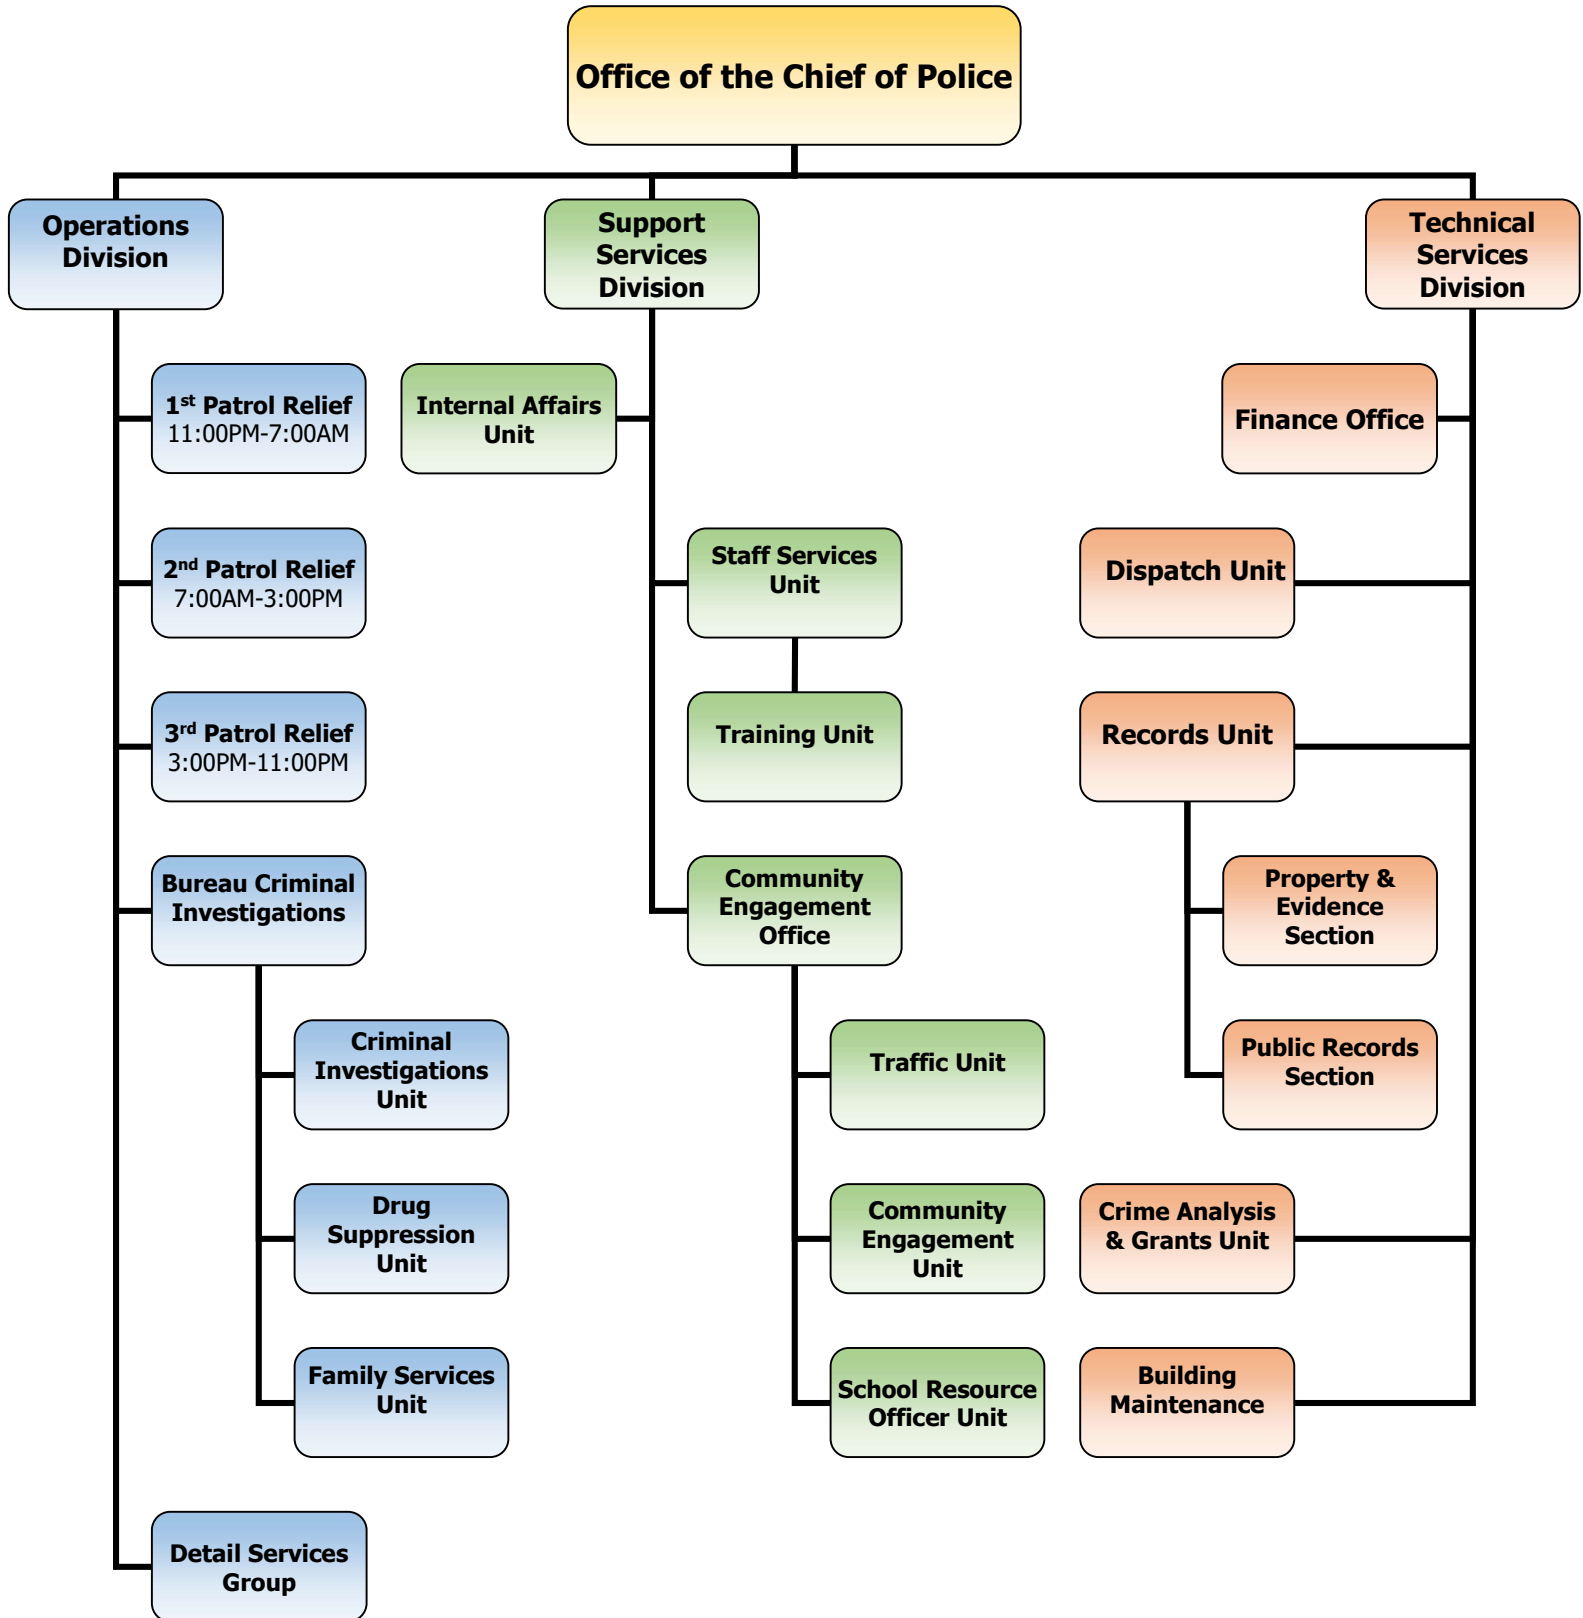 Office of the Chief of Police
Operations
Division
Support
Services
Division
Technical
Services
Division
1st Patrol Relief
11:00PM-7:00AM
Internal Affairs
Unit
Finance Office
2nd Patrol Relief
7:00AM-3:00PM
Staff Services
Unit
Dispatch Unit
3rd Patrol Relief
3:00PM-11:00PM
Training Unit
Records Unit
Bureau Criminal
Investigations
Community
Engagement
Office
Property &
Evidence
Section
Criminal
Investigations
Unit
Traffic Unit
Public Records
Section
Drug
Suppression
Unit
Community
Engagement
Unit
Crime Analysis
& Grants Unit
Family Services
Unit
School Resource
Officer Unit
Building
Maintenance
Detail Services
Group